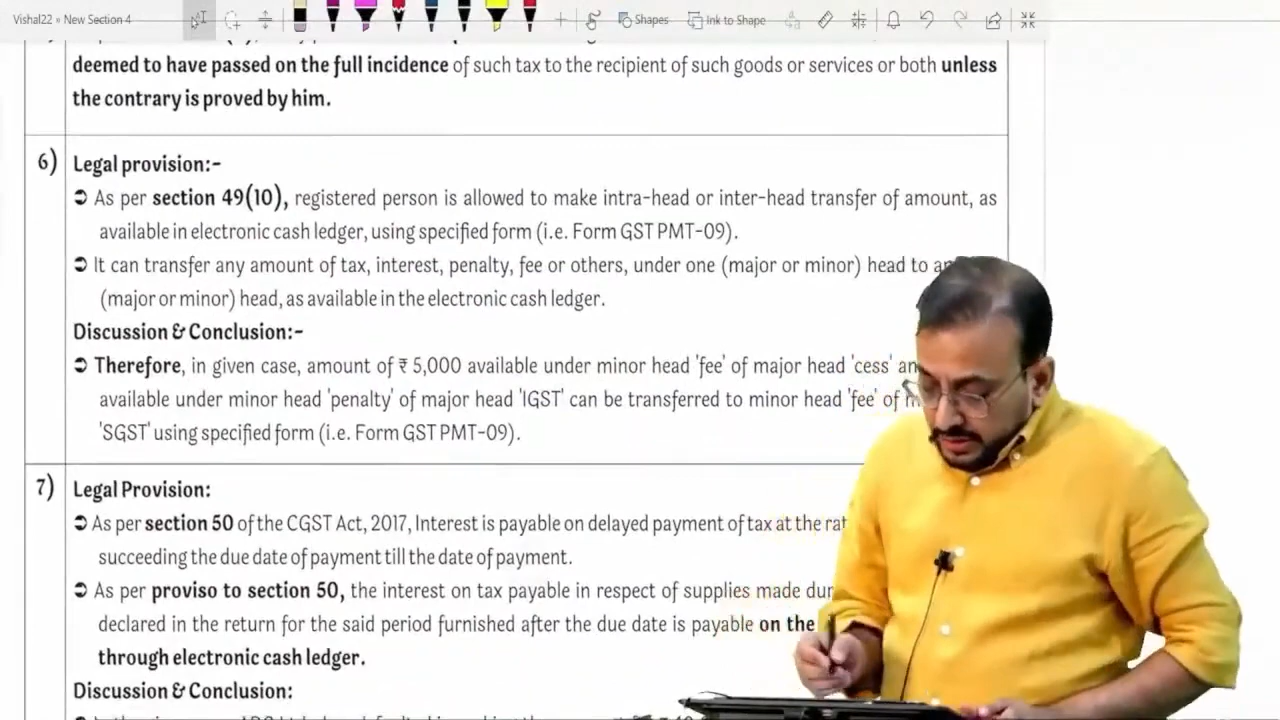 Vishal22 » New Section 4
Shapes
Ink to Shape
deemed to have passed on the full incidence of such tax to the recipient of such goods or services or both unless
the contrary is proved by him.
6) Legal provision:-
➲ As per section 49(10), registered person is allowed to make intra-head or inter-head transfer of amount, as
available in electronic cash ledger, using specified form (i.e. Form GST PMT-09).
➲ It can transfer any amount of tax, interest, penalty, fee or others, under one (major or minor) head to
(major or minor) head, as available in the electronic cash ledger.
Discussion & Conclusion:-
➲ Therefore, in given case, amount of ₹ 5,000 available under minor head 'fee' of major head 'cess'
available under minor head 'penalty' of major head 'IGST' can be transferred to minor head 'fee' of
'SGST' using specified form (i.e. Form GST PMT-09).
7) Legal Provision:
➲ As per section 50 of the CGST Act, 2017, Interest is payable on delayed payment of tax at the
succeeding the due date of payment till the date of payment.
➲ As per proviso to section 50, the interest on tax payable in respect of supplies made
declared in the return for the said period furnished after the due date is payable on the
through electronic cash ledger.
Discussion & Conclusion: